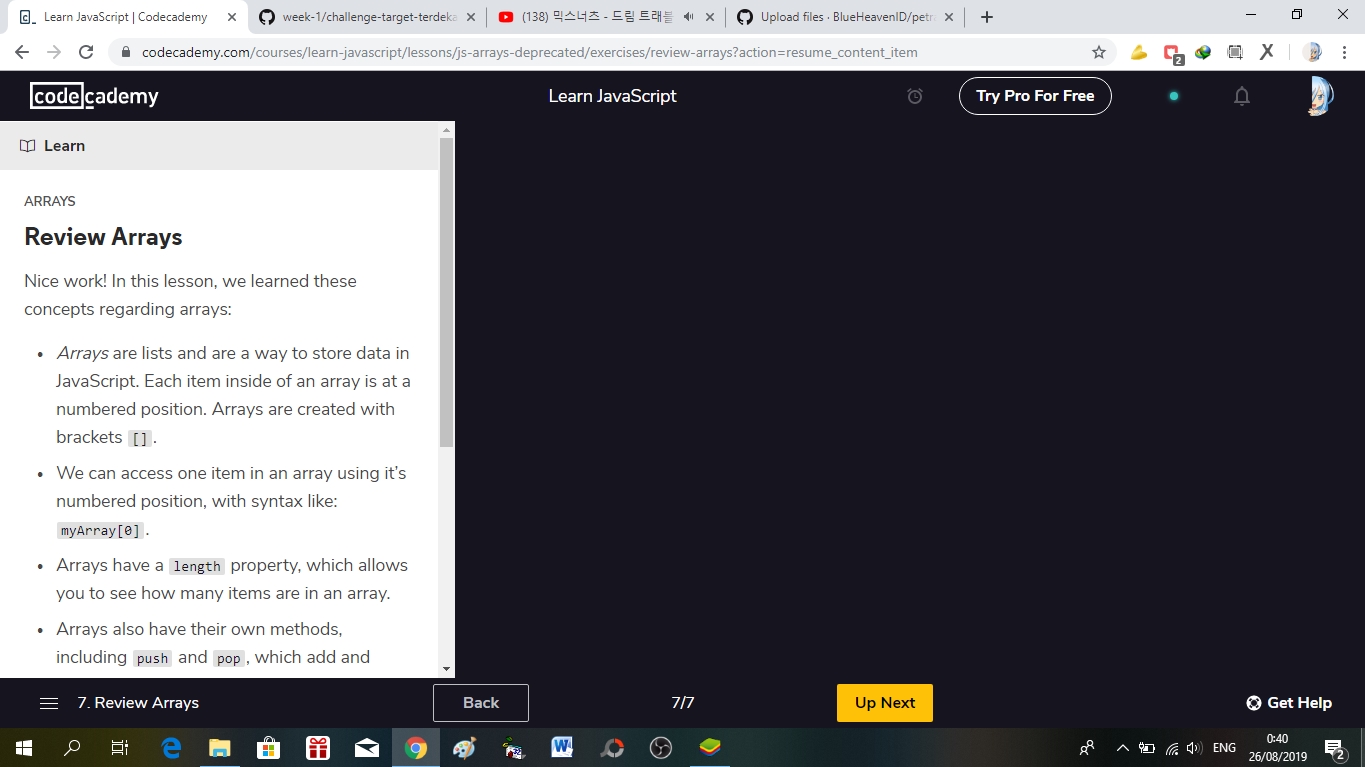 Learn JavaScript | Codecademy
week-1/challenge-target-terdeka
(138) 믹스너츠 - 드림 트래블
Upload files · BlueHeavenID/petra
codecademy.com/courses/learn-javascript/lessons/js-arrays-deprecated/exercises/review-arrays?action=resume_content_item
2
codecademy
Learn JavaScript
Try Pro For Free
Learn
ARRAYS
Review Arrays
Nice work! In this lesson, we learned these
concepts regarding arrays:
• Arrays are lists and are a way to store data in
JavaScript. Each item inside of an array is at a
numbered position. Arrays are created with
brackets [].
• We can access one item in an array using it’s
numbered position, with syntax like:
myArray[0].
• Arrays have a length property, which allows
you to see how many items are in an array.
• Arrays also have their own methods,
including push and pop, which add and
7. Review Arrays
Back
7/7
Up Next
Get Help
ENG
0:40
26/08/2019
2